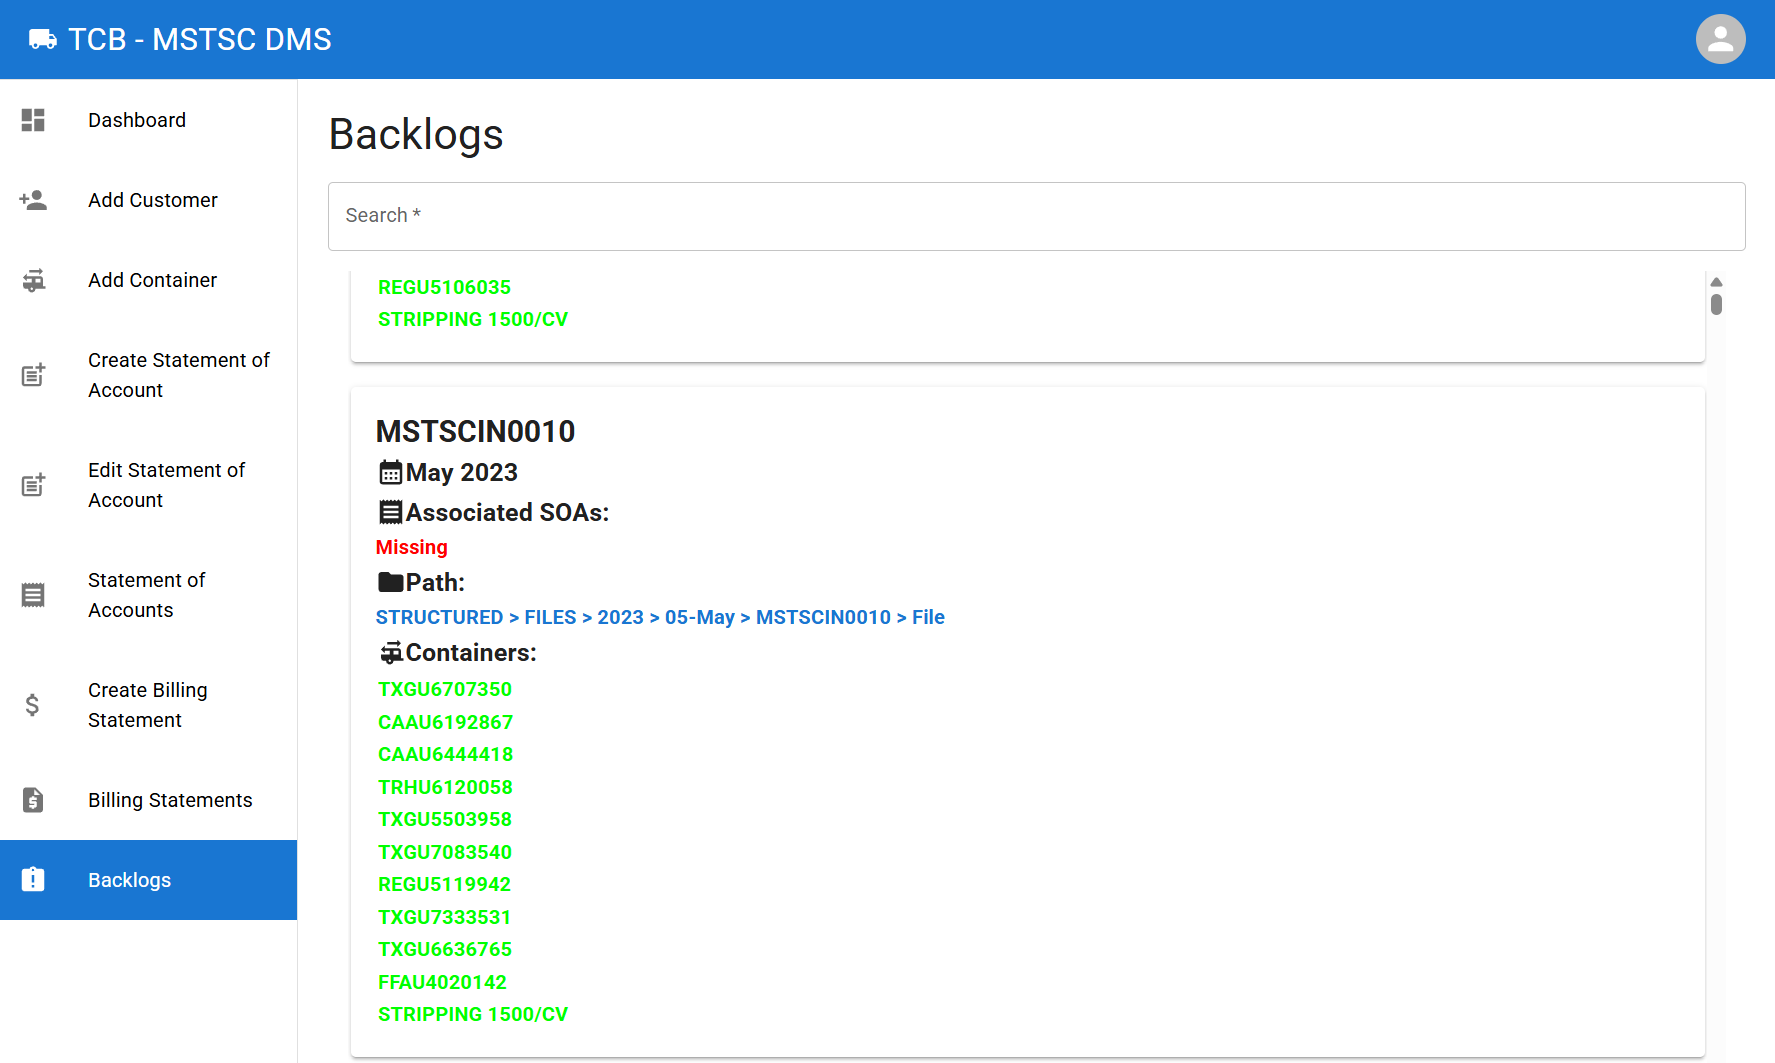 TCB - MSTSC DMS
Dashboard
Add Customer
Add Container
Create Statement of
Account
Edit Statement of
Account
Statement of
Accounts
Create Billing
Statement
Billing Statements
Backlogs
Backlogs
Search *
REGU5106035
STRIPPING 1500/CV
MSTSCIN0010
May 2023
Associated SOAs:
Missing
Path:
STRUCTURED > FILES > 2023 > 05-May > MSTSCIN0010 > File
Containers:
TXGU6707350
CAAU6192867
CAAU6444418
TRHU6120058
TXGU5503958
TXGU7083540
REGU5119942
TXGU7333531
TXGU6636765
FFAU4020142
STRIPPING 1500/CV